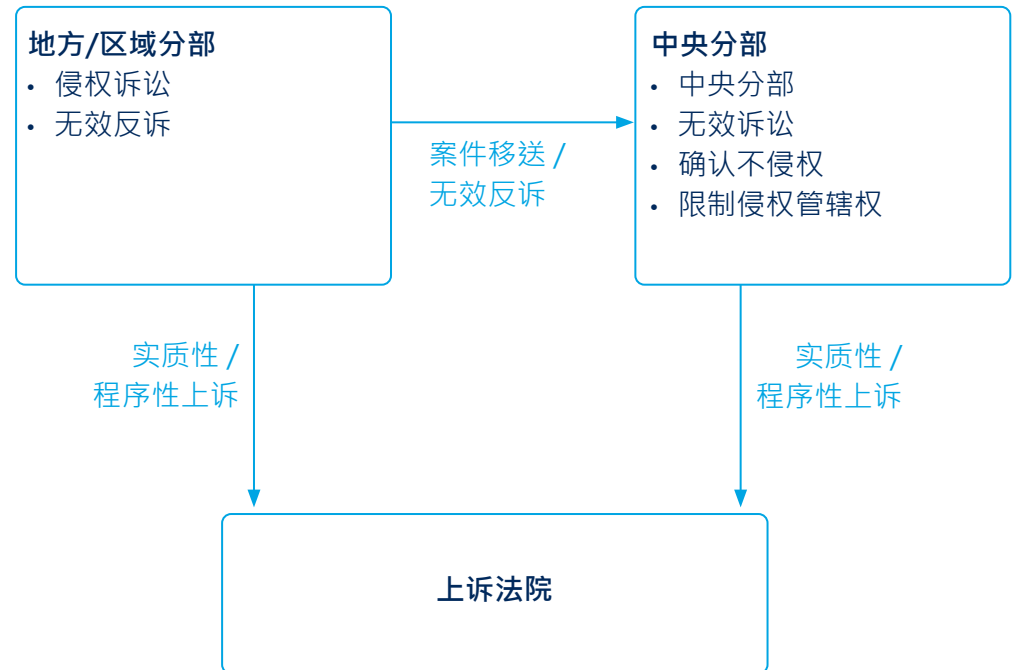 地方/区域分部
• 侵权诉讼
• 无效反诉
案件移送 /
无效反诉
中央分部
• 中央分部
• 无效诉讼
• 确认不侵权
• 限制侵权管辖权
实质性 /
程序性上诉
实质性 /
程序性上诉
上诉法院